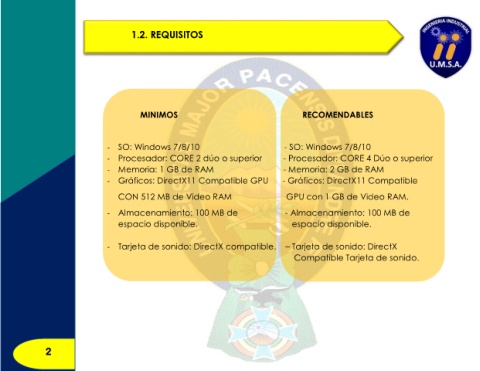 1.2. REQUISITOS
INGENIERIA INDUSTRIAL
U.M.S.A.
MAJOR PACENSIS
MINIMOS
- SO: Windows 7/8/10
- Procesador: CORE 2 dúo o superior
- Memoria: 1 GB de RAM
- Gráficos: DirectX11 Compatible GPU
CON 512 MB de Video RAM
- Almacenamiento: 100 MB de
espacio disponible.
- Tarjeta de sonido: DirectX compatible.
RECOMENDABLES
- SO: Windows 7/8/10
- Procesador: CORE 4 Dúo o superior
- Memoria: 2 GB de RAM
- Gráficos: DirectX11 Compatible
GPU con 1 GB de Video RAM.
- Almacenamiento: 100 MB de
espacio disponible.
– Tarjeta de sonido: DirectX
Compatible Tarjeta de sonido.
2